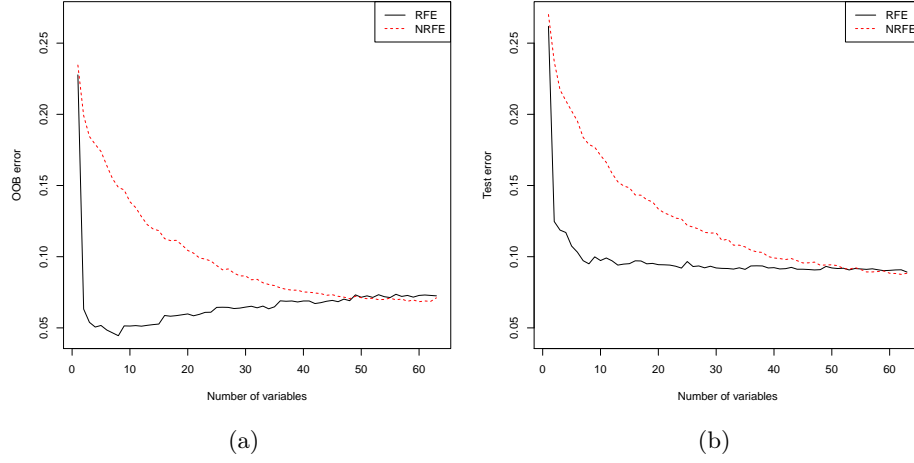 RFE
NRFE
0.25
0.20
0.15
0.10
0.05
OOB error
0 10 20 30 40 50 60
Number of variables
(a)
RFE
NRFE
0.25
0.20
0.15
0.10
0.05
Test error
0 10 20 30 40 50 60
Number of variables
(b)